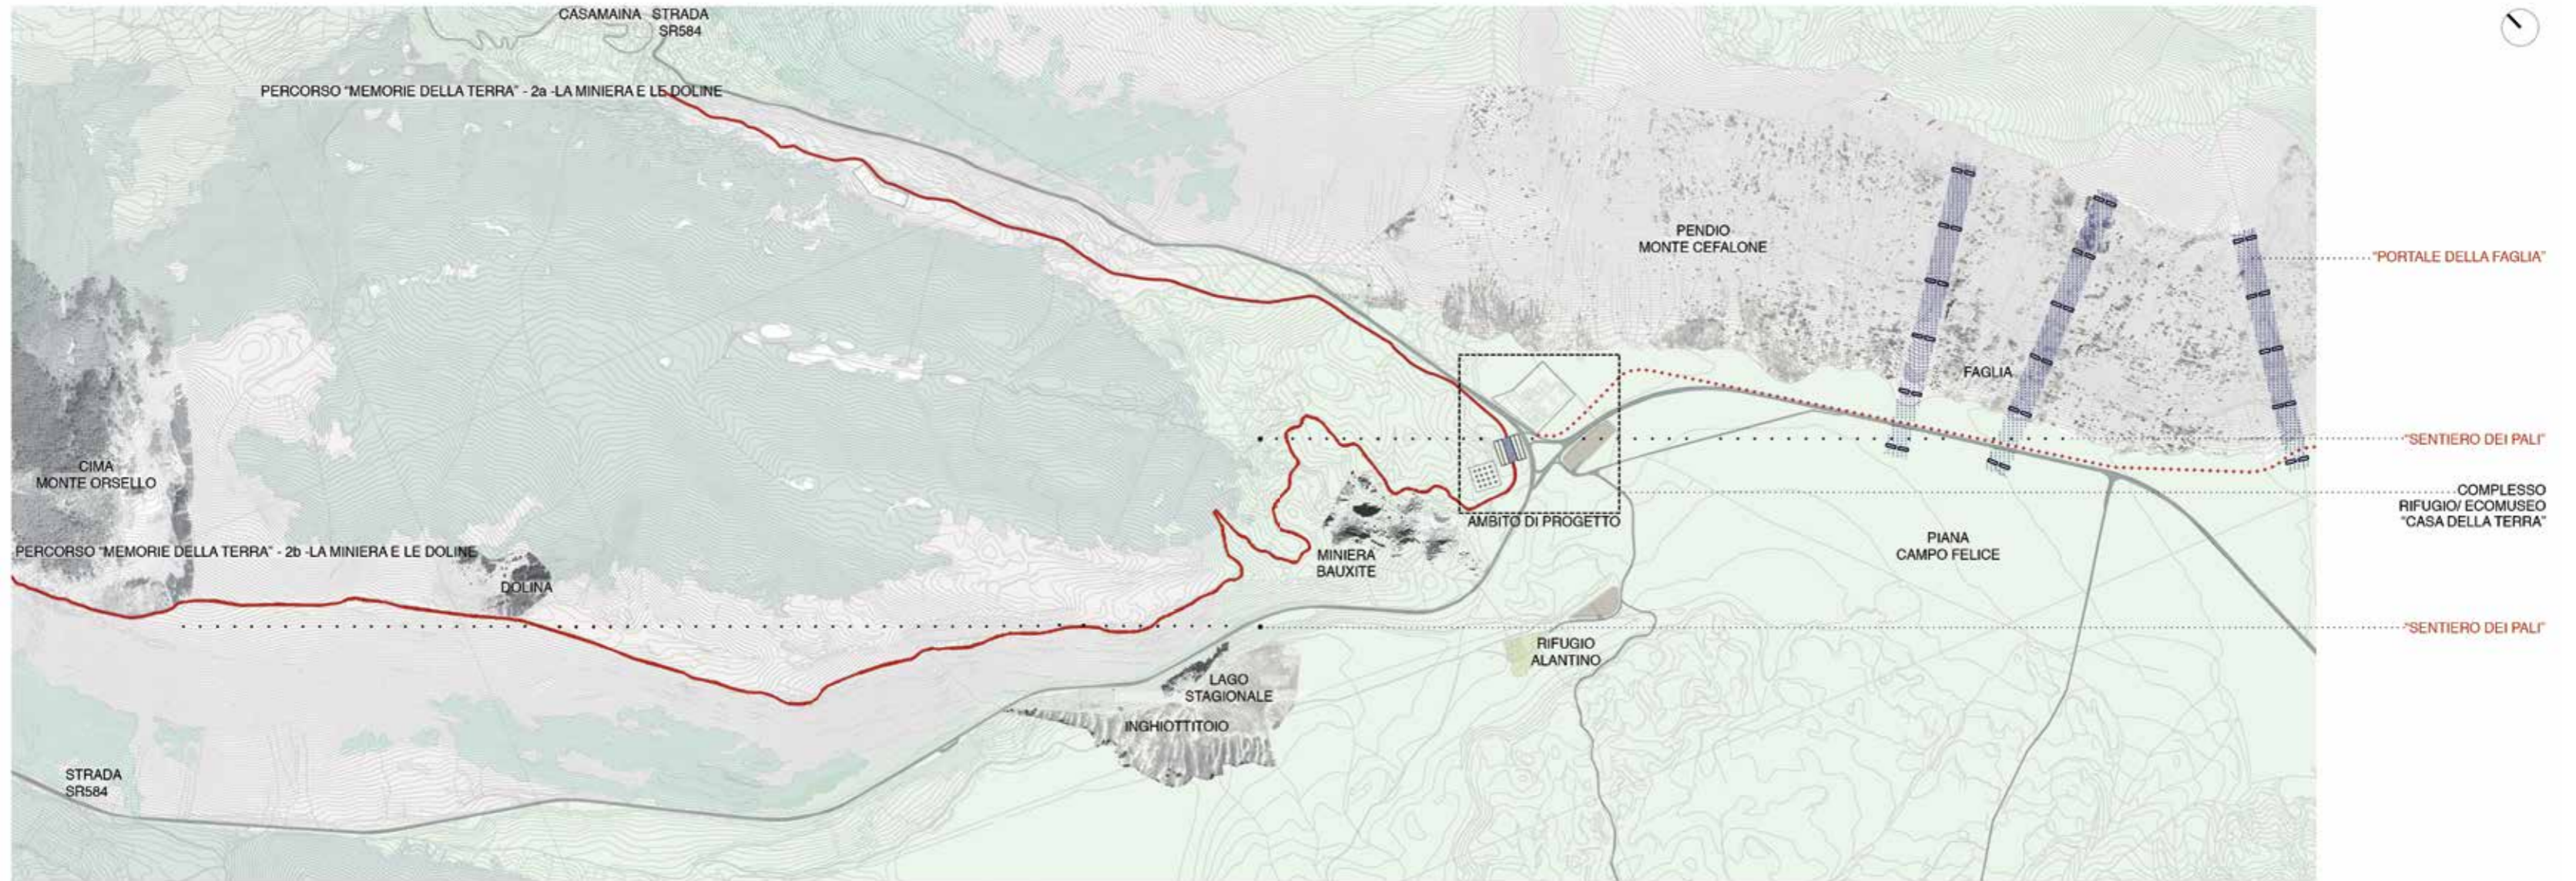 CASAMAINA STRADA
SR584
PERCORSO "MEMORIE DELLA TERRA" - 2a -LA MINIERA E LE DOLINE
PENDIO
MONTE CEFALONE
"PORTALE DELLA FAGLIA"
FAGLIA
"SENTIERO DEI PALI"
CIMA
MONTE ORSELLO
COMPLESSO
RIFUGIO/ ECOMUSEO
"CASA DELLA TERRA"
AMBITO DI PROGETTO
PERCORSO "MEMORIE DELLA TERRA" - 2b -LA MINIERA E LE DOLINE
DOLINA
MINIERA
BAUXITE
PIANA
CAMPO FELICE
"SENTIERO DEI PALI"
RIFUGIO
ALANTINO
LAGO
STAGIONALE
INGHIOTTITOIO
STRADA
SR584